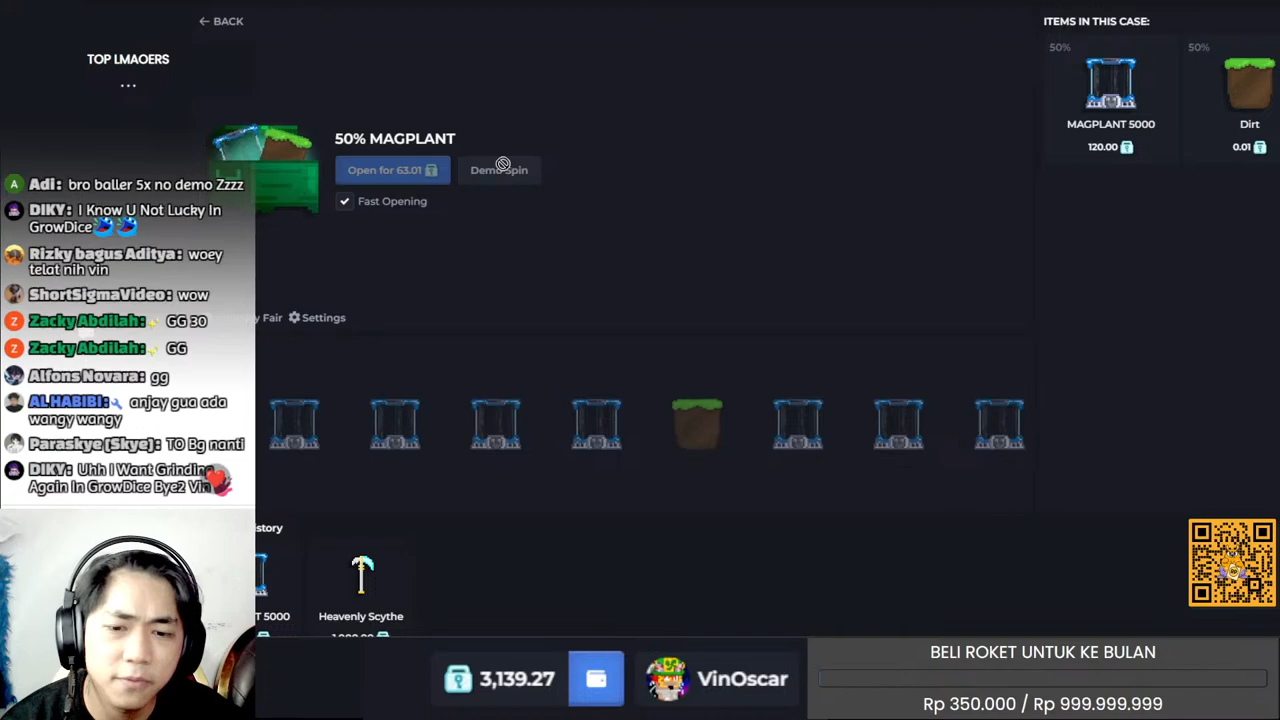 BACK
TOP LMAOERS
...
50% MAGPLANT
Open for 63.01
Demo Spin
Fast Opening
ITEMS IN THIS CASE:
50%
MAGPLANT 5000
120.00
50%
Dirt
0.01
Adi: bro baller 5x no demo Zzzz
DIKY: I Know U Not Lucky In
GrowDice
Rizky bagus Aditya: woey
telat nih vin
ShortSigmaVideo: wow
Zacky Abdilah: GG 30
Zacky Abdilah: GG
Alfons Novara: gg
AL HABIBI: anjay gua ada
wangy wangy
Paraskye (Skye): TO Bg nanti
DIKY: Uhh I Want Grinding
Again In GrowDice Bye2 Vin
Fair
Settings
5000
Heavenly Scythe
3,139.27
VinOscar
BELI ROKET UNTUK KE BULAN
Rp 350.000 / Rp 999.999.999